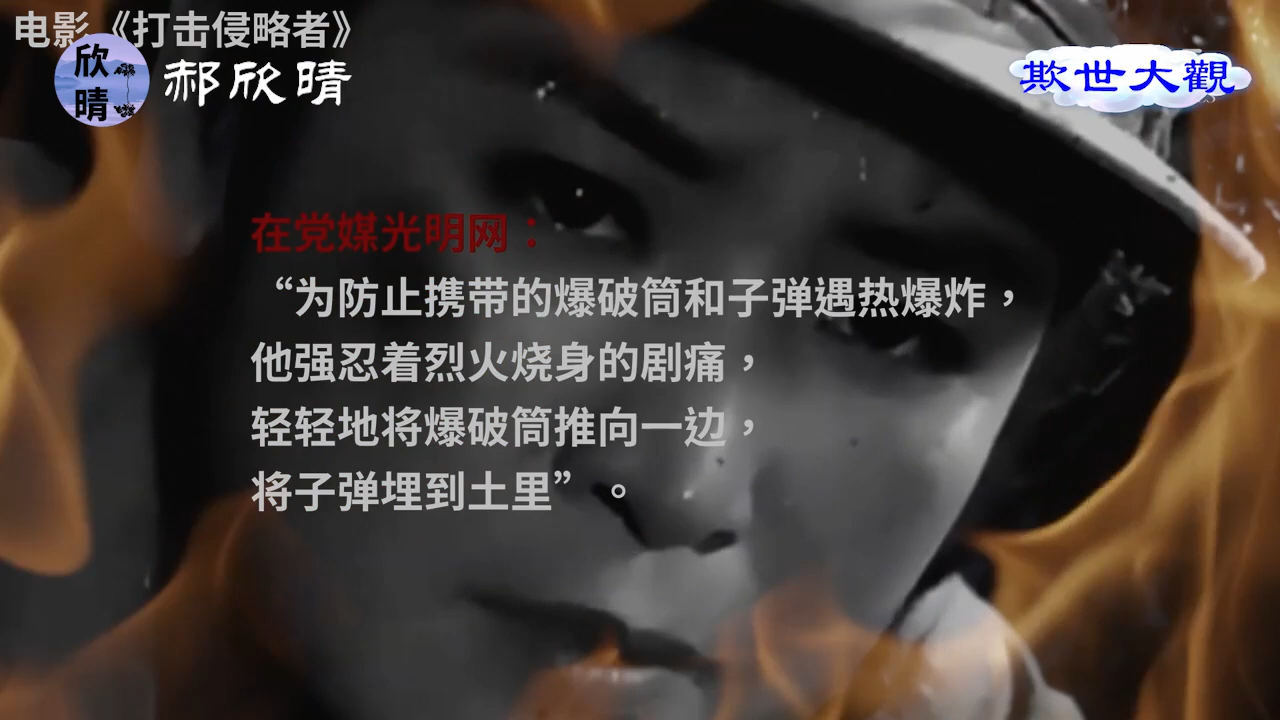 电影《打击侵略者》
欣晴
郝欣晴
欺世大觀
在党媒光明网：
“为防止携带的爆破筒和子弹遇热爆炸，
他强忍着烈火烧身的剧痛，
轻轻地将爆破筒推向一边，
将子弹埋到土里”。